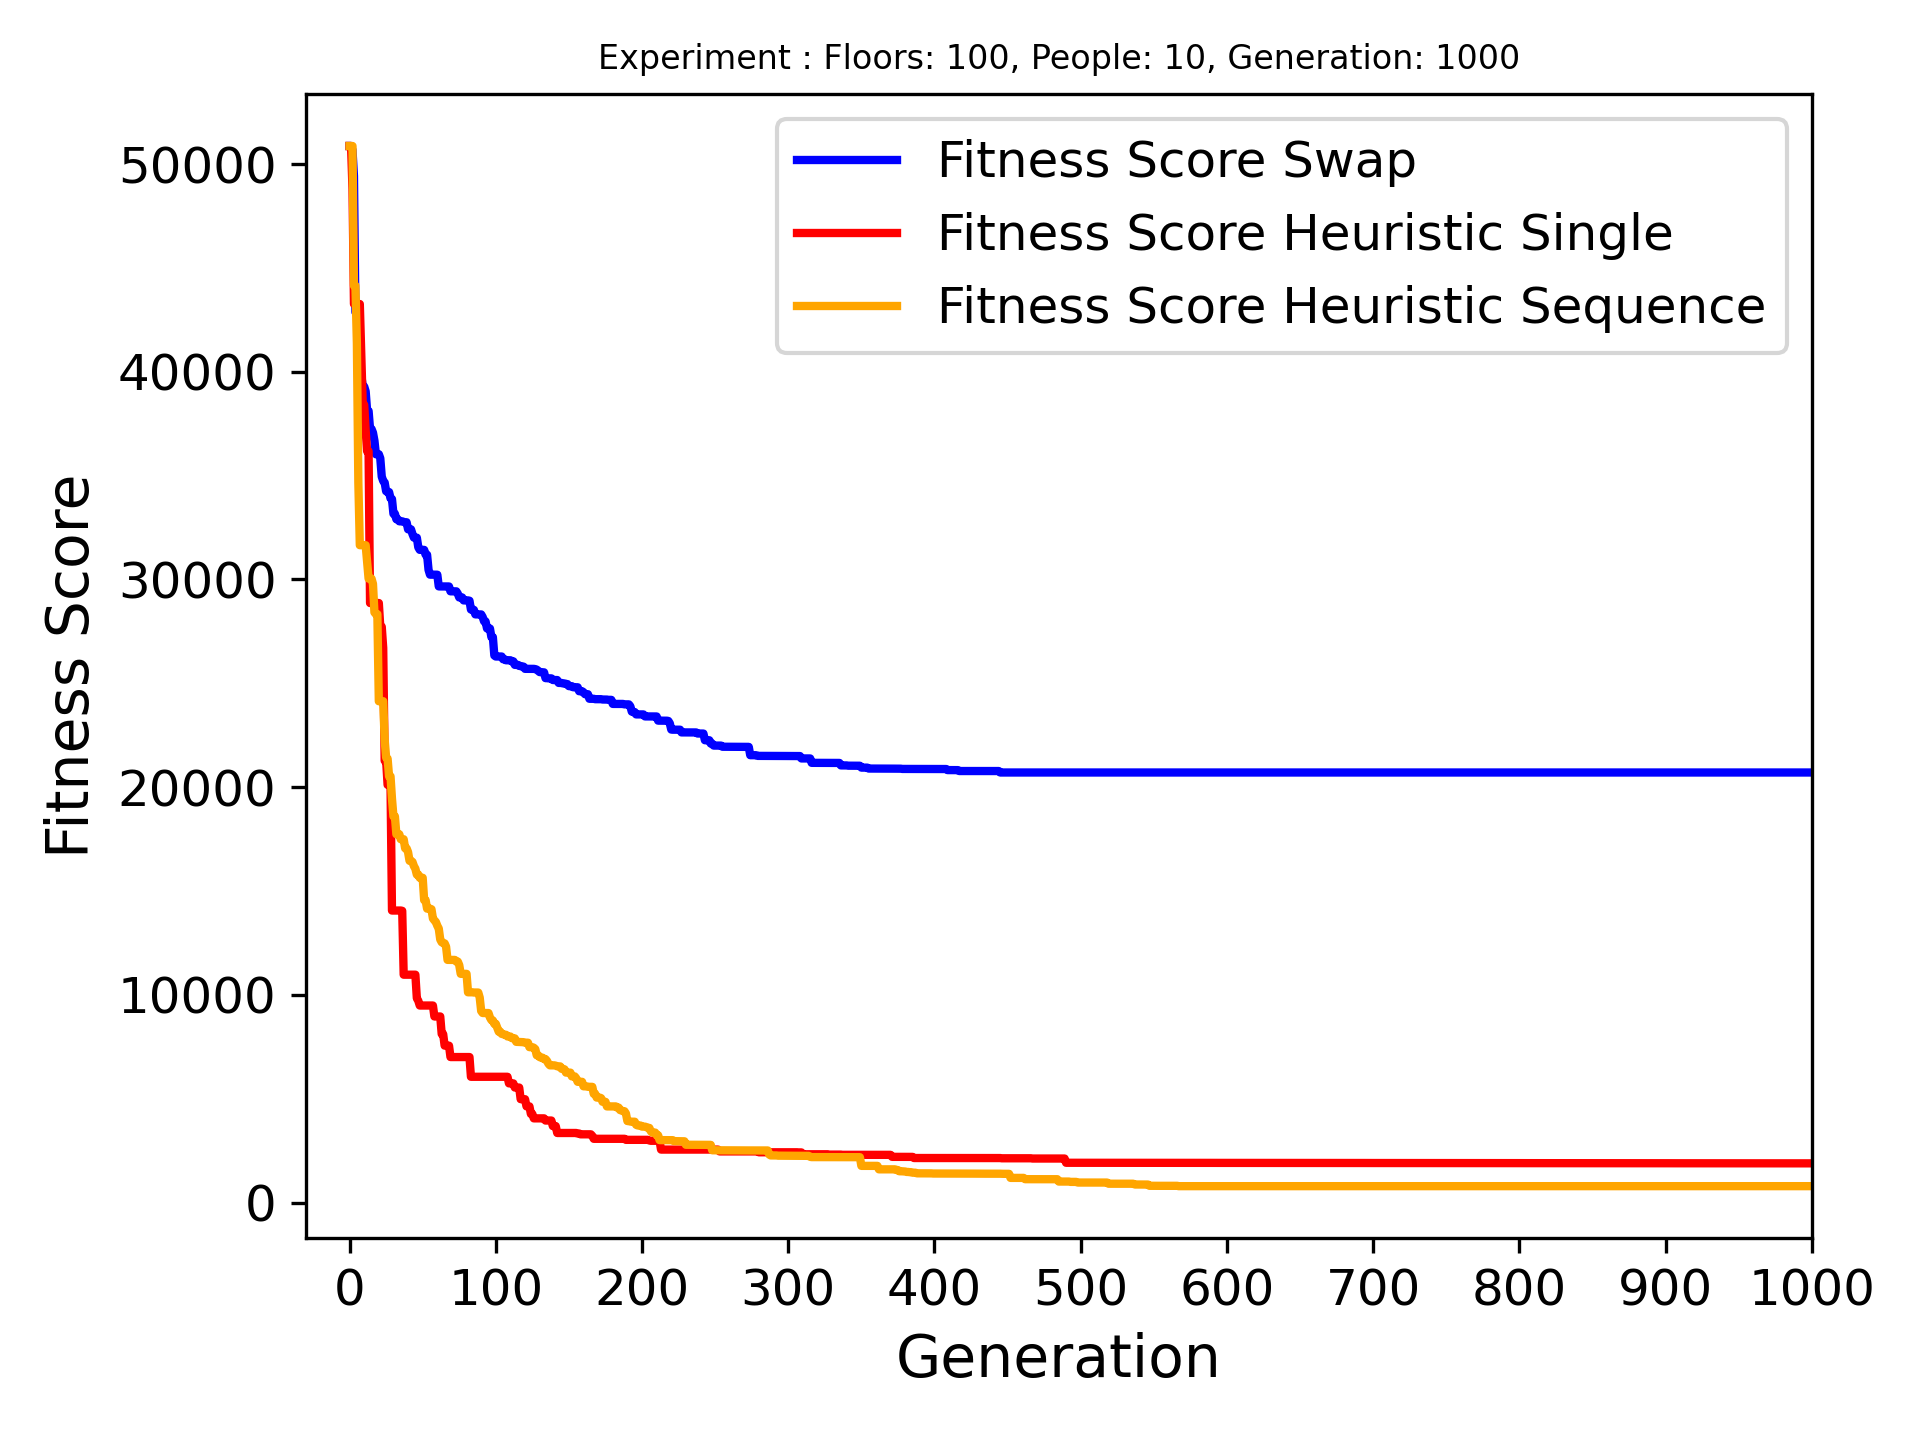 Experiment : Floors: 100, People: 10, Generation: 1000
Fitness Score Swap
Fitness Score Heuristic Single
Fitness Score Heuristic Sequence
Fitness Score
50000
40000
30000
20000
10000
0
0 100 200 300 400 500 600 700 800 900 1000
Generation